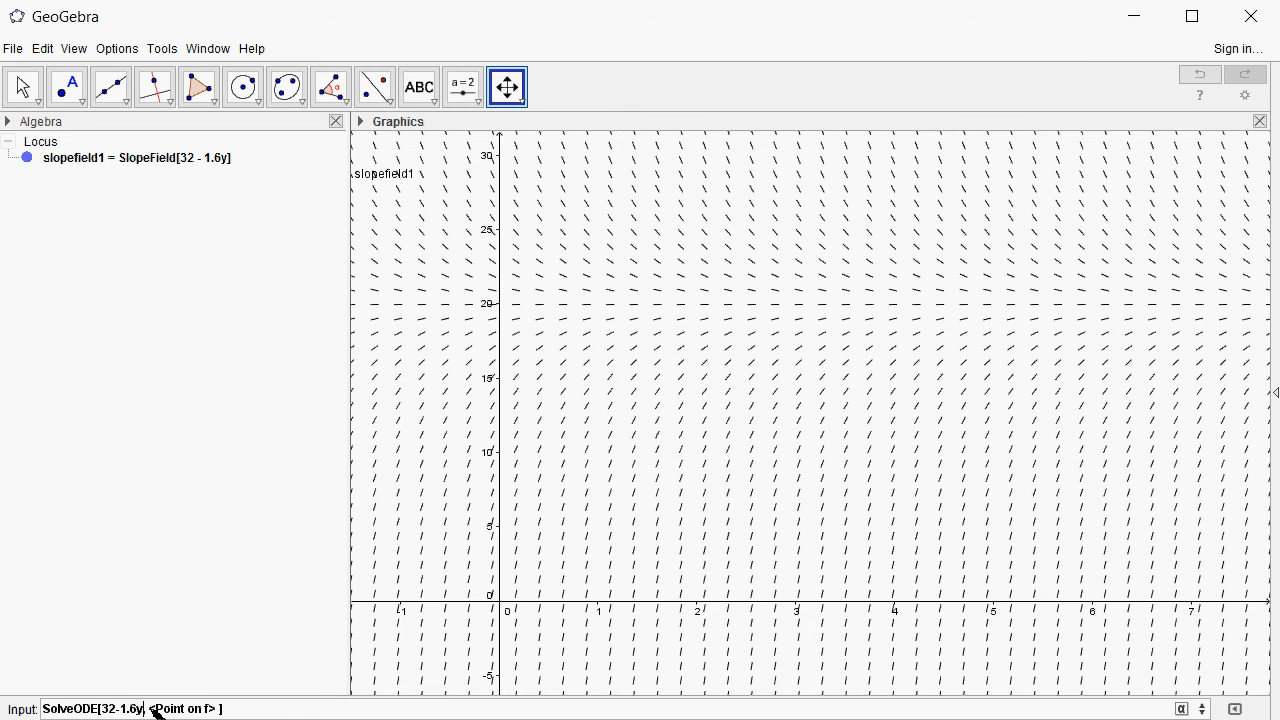 GeoGebra
File Edit View Options Tools Window Help Sign in...
A ABC a=2 α ?
Algebra Graphics
Locus
slopefield1 = SlopeField[32 - 1.6y]
slopefield1
30
25
20
15
10
5
0
-1 0 1 2 3 4 5 6 7
-5
Input: SolveODE[32-1.6y, <Point on f> ] α